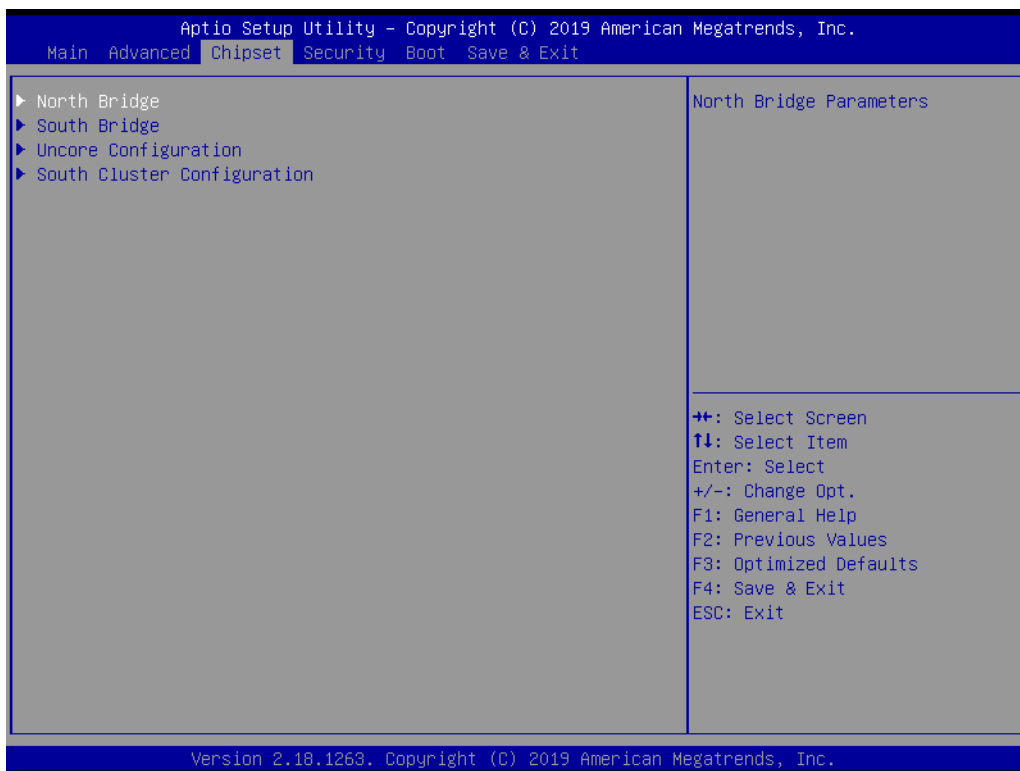 Aptio Setup Utility – Copyright (C) 2019 American Megatrends, Inc.
Main Advanced Chipset Security Boot Save & Exit
▶ North Bridge
▶ South Bridge
▶ Uncore Configuration
▶ South Cluster Configuration
North Bridge Parameters
→←: Select Screen
↑↓: Select Item
Enter: Select
+/-: Change Opt.
F1: General Help
F2: Previous Values
F3: Optimized Defaults
F4: Save & Exit
ESC: Exit
Version 2.18.1263. Copyright (C) 2019 American Megatrends, Inc.